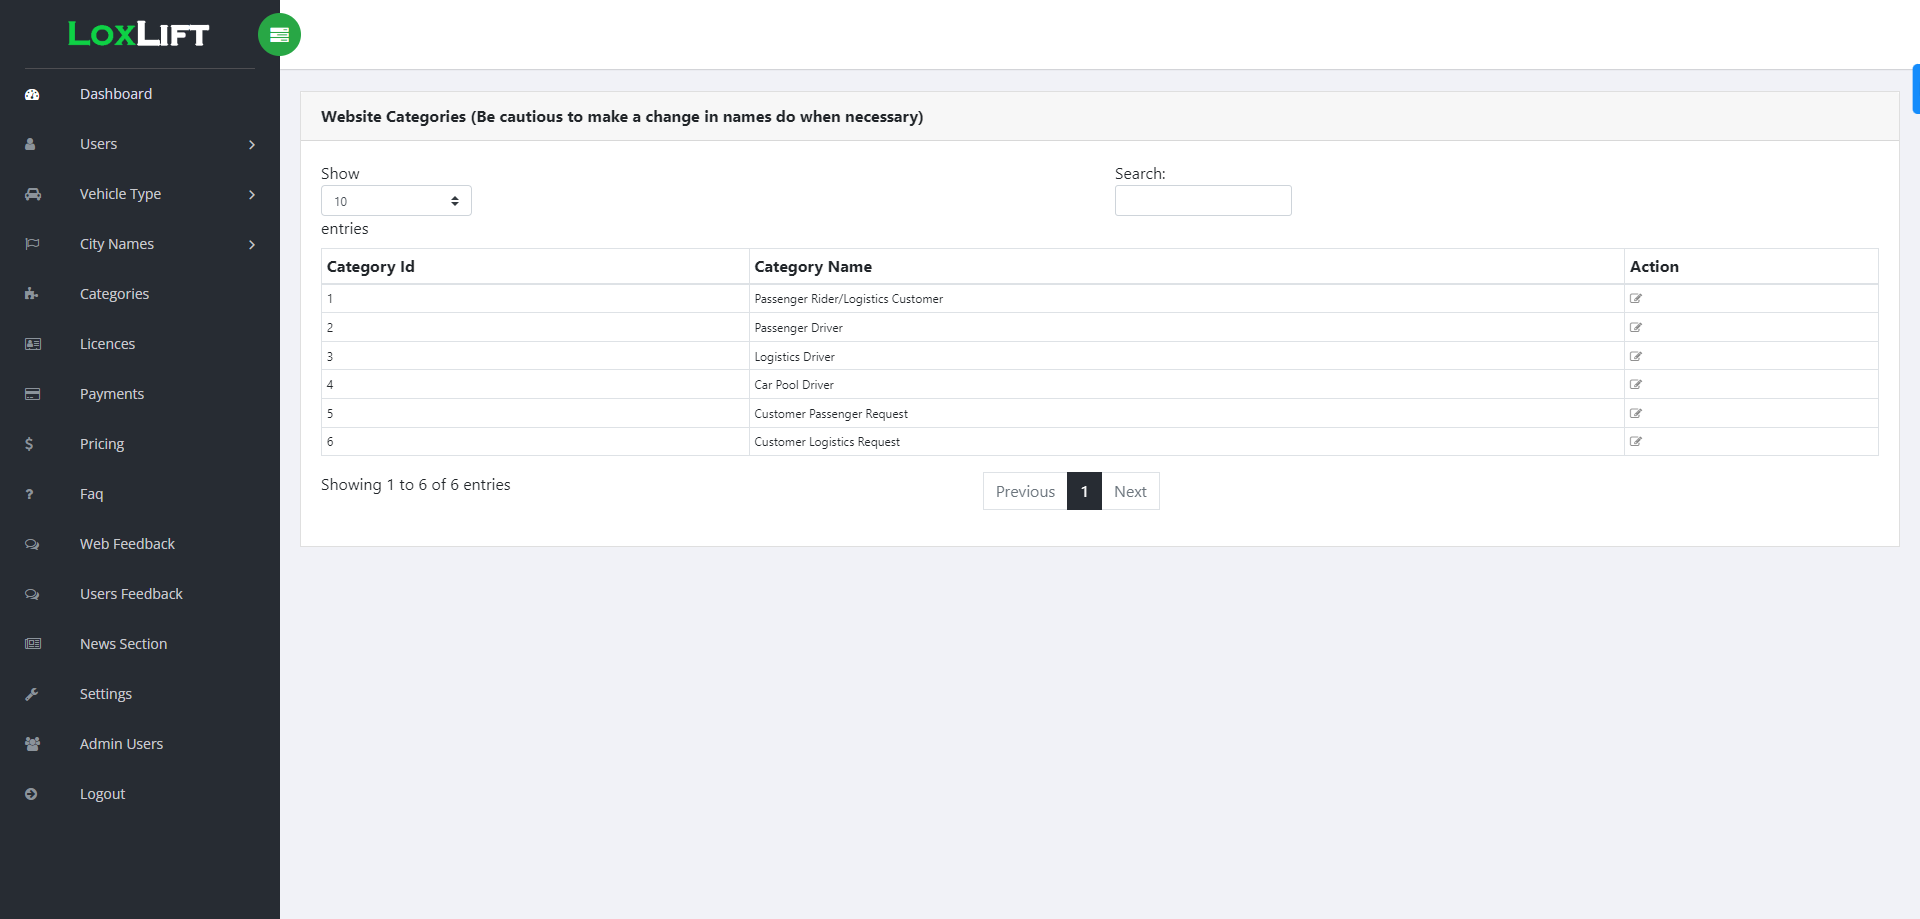 LoxLift
Dashboard
Users
Vehicle Type
City Names
Categories
Licences
Payments
Pricing
Faq
Web Feedback
Users Feedback
News Section
Settings
Admin Users
Logout
Website Categories (Be cautious to make a change in names do when necessary)
Show
10
entries
Search:
Category Id Category Name Action
1 Passenger Rider/Logistics Customer
2 Passenger Driver
3 Logistics Driver
4 Car Pool Driver
5 Customer Passenger Request
6 Customer Logistics Request
Showing 1 to 6 of 6 entries
Previous 1 Next